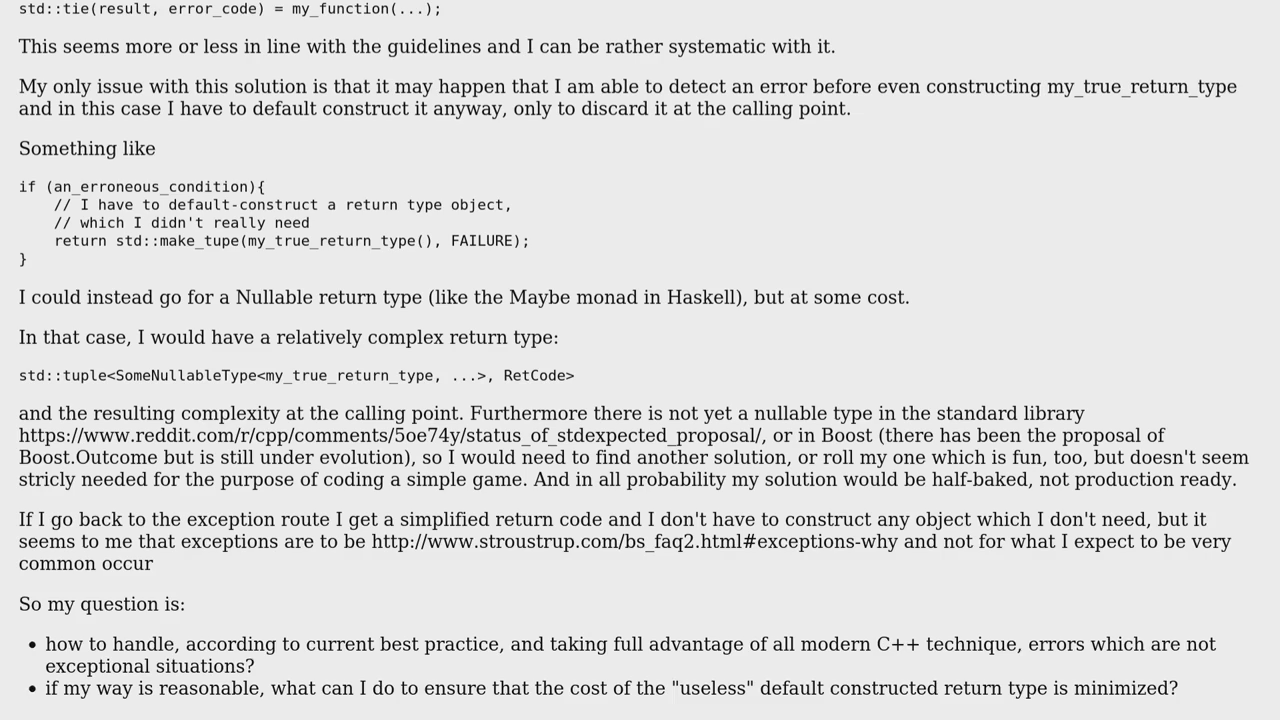 std::tie(result, error_code) = my_function(...);
This seems more or less in line with the guidelines and I can be rather systematic with it.
My only issue with this solution is that it may happen that I am able to detect an error before even constructing my_true_return_type
and in this case I have to default construct it anyway, only to discard it at the calling point.
Something like
if (an_erroneous_condition){
    // I have to default-construct a return type object,
    // which I didn't really need
    return std::make_tupe(my_true_return_type(), FAILURE);
}
I could instead go for a Nullable return type (like the Maybe monad in Haskell), but at some cost.
In that case, I would have a relatively complex return type:
std::tuple<SomeNullableType<my_true_return_type, ...>, RetCode>
and the resulting complexity at the calling point. Furthermore there is not yet a nullable type in the standard library
https://www.reddit.com/r/cpp/comments/5oe74y/status_of_stdexpected_proposal/, or in Boost (there has been the proposal of
Boost.Outcome but is still under evolution), so I would need to find another solution, or roll my one which is fun, too, but doesn't seem
stricly needed for the purpose of coding a simple game. And in all probability my solution would be half-baked, not production ready.
If I go back to the exception route I get a simplified return code and I don't have to construct any object which I don't need, but it
seems to me that exceptions are to be http://www.stroustrup.com/bs_faq2.html#exceptions-why and not for what I expect to be very
common occur
So my question is:
• how to handle, according to current best practice, and taking full advantage of all modern C++ technique, errors which are not
exceptional situations?
• if my way is reasonable, what can I do to ensure that the cost of the "useless" default constructed return type is minimized?